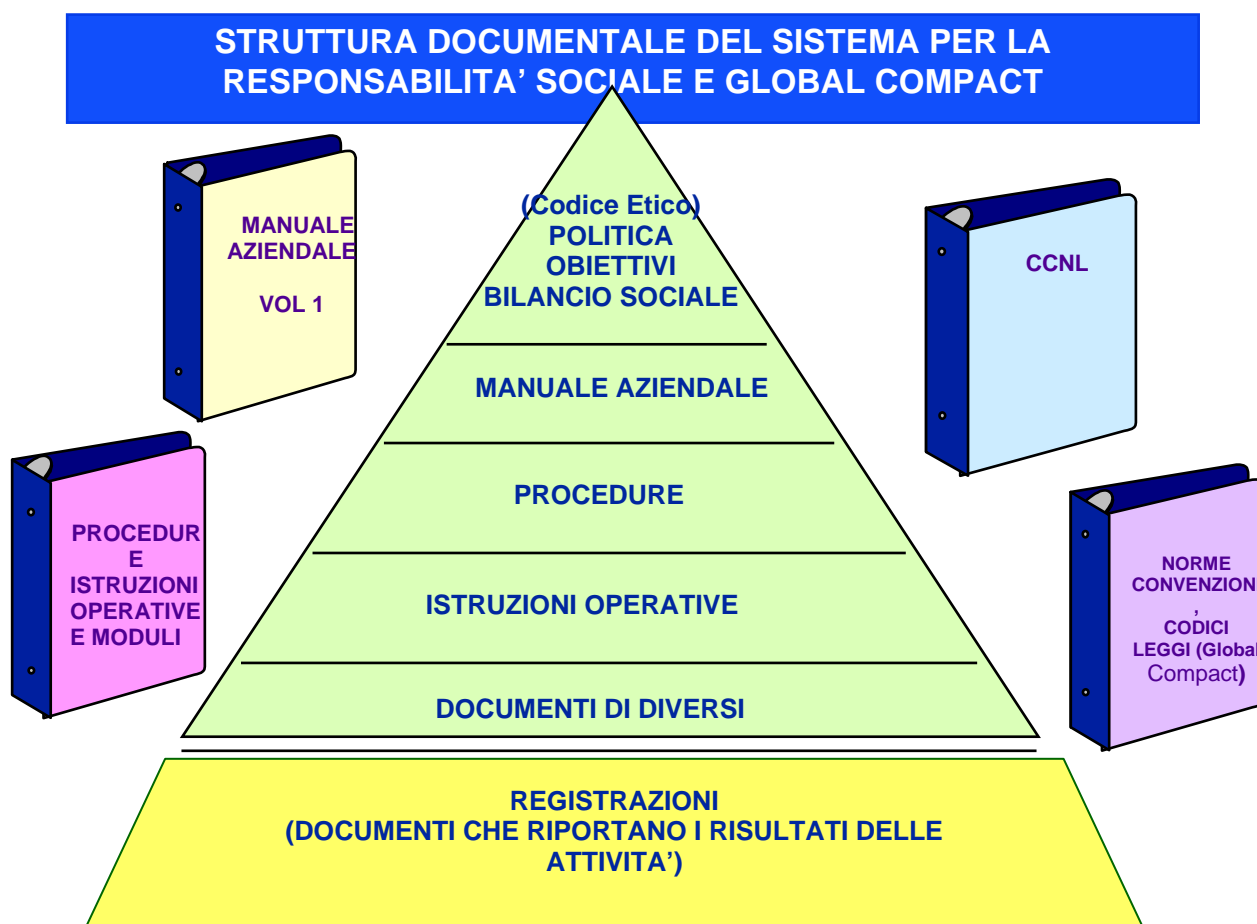 STRUTTURA DOCUMENTALE DEL SISTEMA PER LA
RESPONSABILITA’ SOCIALE E GLOBAL COMPACT
MANUALE
AZIENDALE
VOL 1
(Codice Etico)
POLITICA
OBIETTIVI
BILANCIO SOCIALE
CCNL
MANUALE AZIENDALE
PROCEDURE
PROCEDUR
E
ISTRUZIONI
OPERATIVE
E MODULI
ISTRUZIONI OPERATIVE
NORME
CONVENZIONI
,
CODICI
LEGGI (Global
Compact)
DOCUMENTI DI DIVERSI
REGISTRAZIONI
(DOCUMENTI CHE RIPORTANO I RISULTATI DELLE
ATTIVITA’)